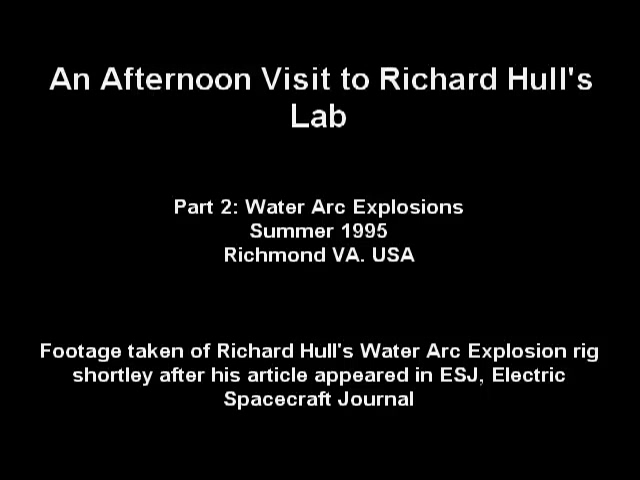 An Afternoon Visit to Richard Hull's
Lab
Part 2: Water Arc Explosions
Summer 1995
Richmond VA. USA
Footage taken of Richard Hull's Water Arc Explosion rig
shortley after his article appeared in ESJ, Electric
Spacecraft Journal